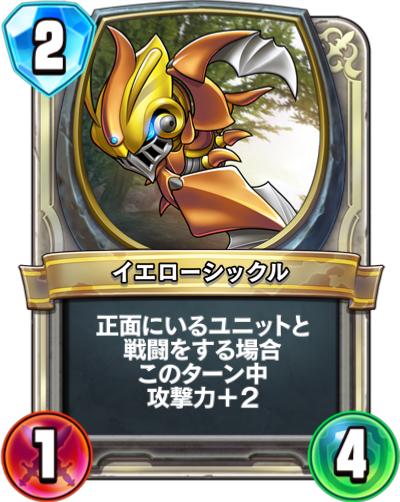 2
イエローシックル
正面にいるユニットと
戦闘をする場合
このターン中
攻撃力＋2
1
4